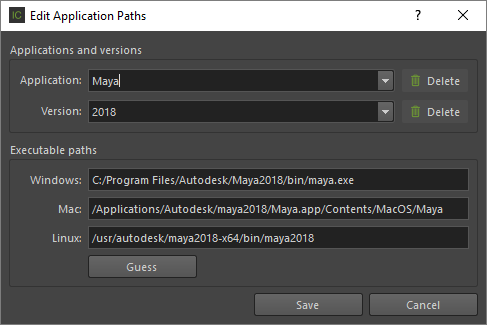 IC Edit Application Paths ? ×
Applications and versions
Application: Maya Delete
Version: 2018 Delete
Executable paths
Windows: C:/Program Files/Autodesk/Maya2018/bin/maya.exe
Mac: /Applications/Autodesk/maya2018/Maya.app/Contents/MacOS/Maya
Linux: /usr/autodesk/maya2018-x64/bin/maya2018
Guess
Save Cancel